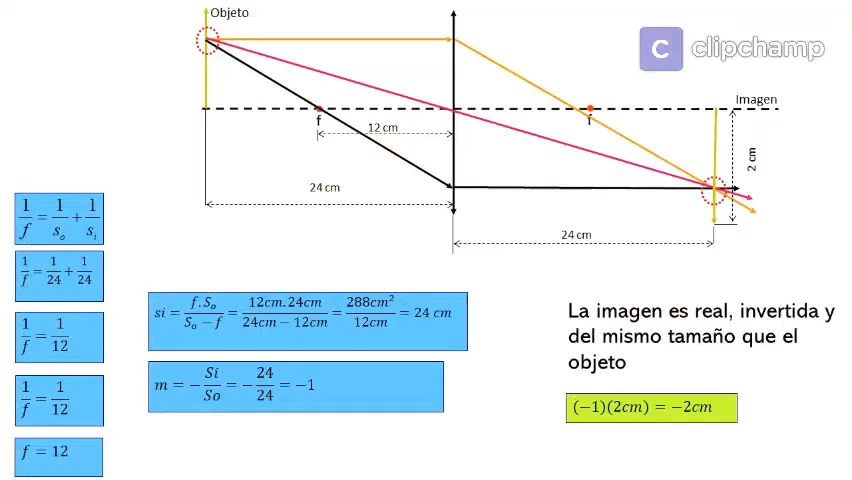 Objeto
C clipchamp
Imagen
f
f
12 cm
2 cm
24 cm
24 cm
1/f = 1/s_o + 1/s_i
1/f = 1/24 + 1/24
1/f = 1/12
1/f = 1/12
f = 12
si = f.S_o/(S_o − f) = 12cm.24cm/(24cm − 12cm) = 288cm²/12cm = 24 cm
m = −Si/So = −24/24 = −1
La imagen es real, invertida y
del mismo tamaño que el
objeto
(−1)(2cm) = −2cm